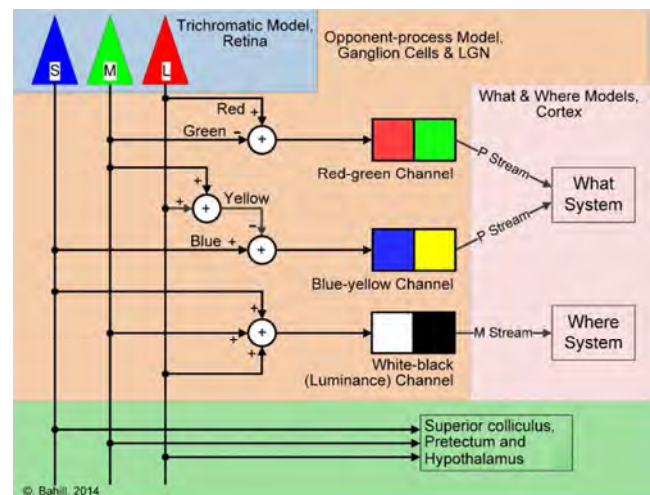 Trichromatic Model,
Retina
Opponent-process Model,
Ganglion Cells & LGN
What & Where Models,
Cortex
S
M
L
Red +
Green -
+
Red-green Channel
P Stream
What
System
+
+
+
Yellow
-
Blue +
+
Blue-yellow Channel
P Stream
+
+
+
+
White-black
(Luminance) Channel
M Stream
Where
System
Superior colliculus,
Pretectum and
Hypothalamus
©, Bahill, 2014